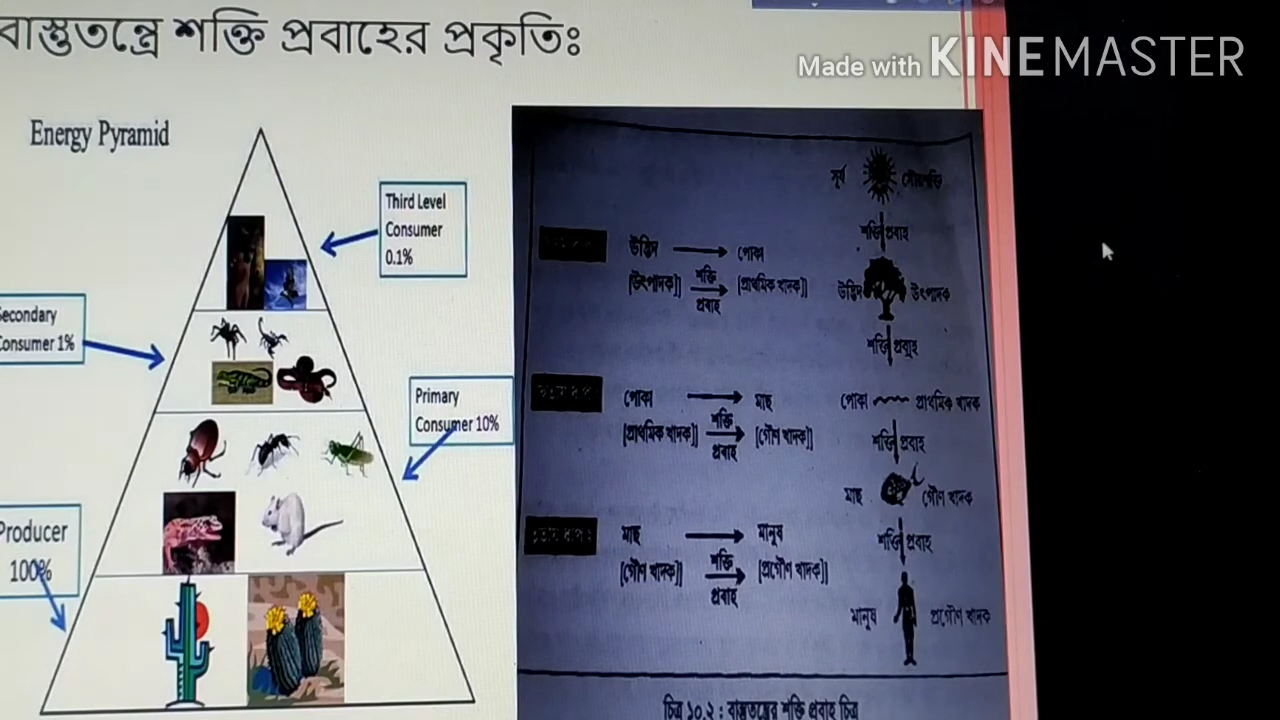 বাস্তুতন্ত্রে শক্তি প্রবাহের প্রকৃতিঃ
Made with KINEMASTER
Energy Pyramid
Third Level
Consumer
0.1%
Secondary
Consumer 1%
Primary
Consumer 10%
Producer
100%
সূর্য সৌরশক্তি
শক্তি প্রবাহ
উদ্ভিদ → পোকা
[উৎপাদক] শক্তি প্রবাহ → [প্রাথমিক খাদক]
উদ্ভিদ উৎপাদক
শক্তি প্রবাহ
পোকা → মাছ
[প্রাথমিক খাদক] শক্তি প্রবাহ → [গৌণ খাদক]
পোকা প্রাথমিক খাদক
শক্তি প্রবাহ
মাছ গৌণ খাদক
শক্তি প্রবাহ
মাছ → মানুষ
[গৌণ খাদক] শক্তি প্রবাহ → [প্রগৌণ খাদক]
মানুষ প্রগৌণ খাদক
চিত্র ১০.২ : বাস্তুতন্ত্রের শক্তি প্রবাহ চিত্র